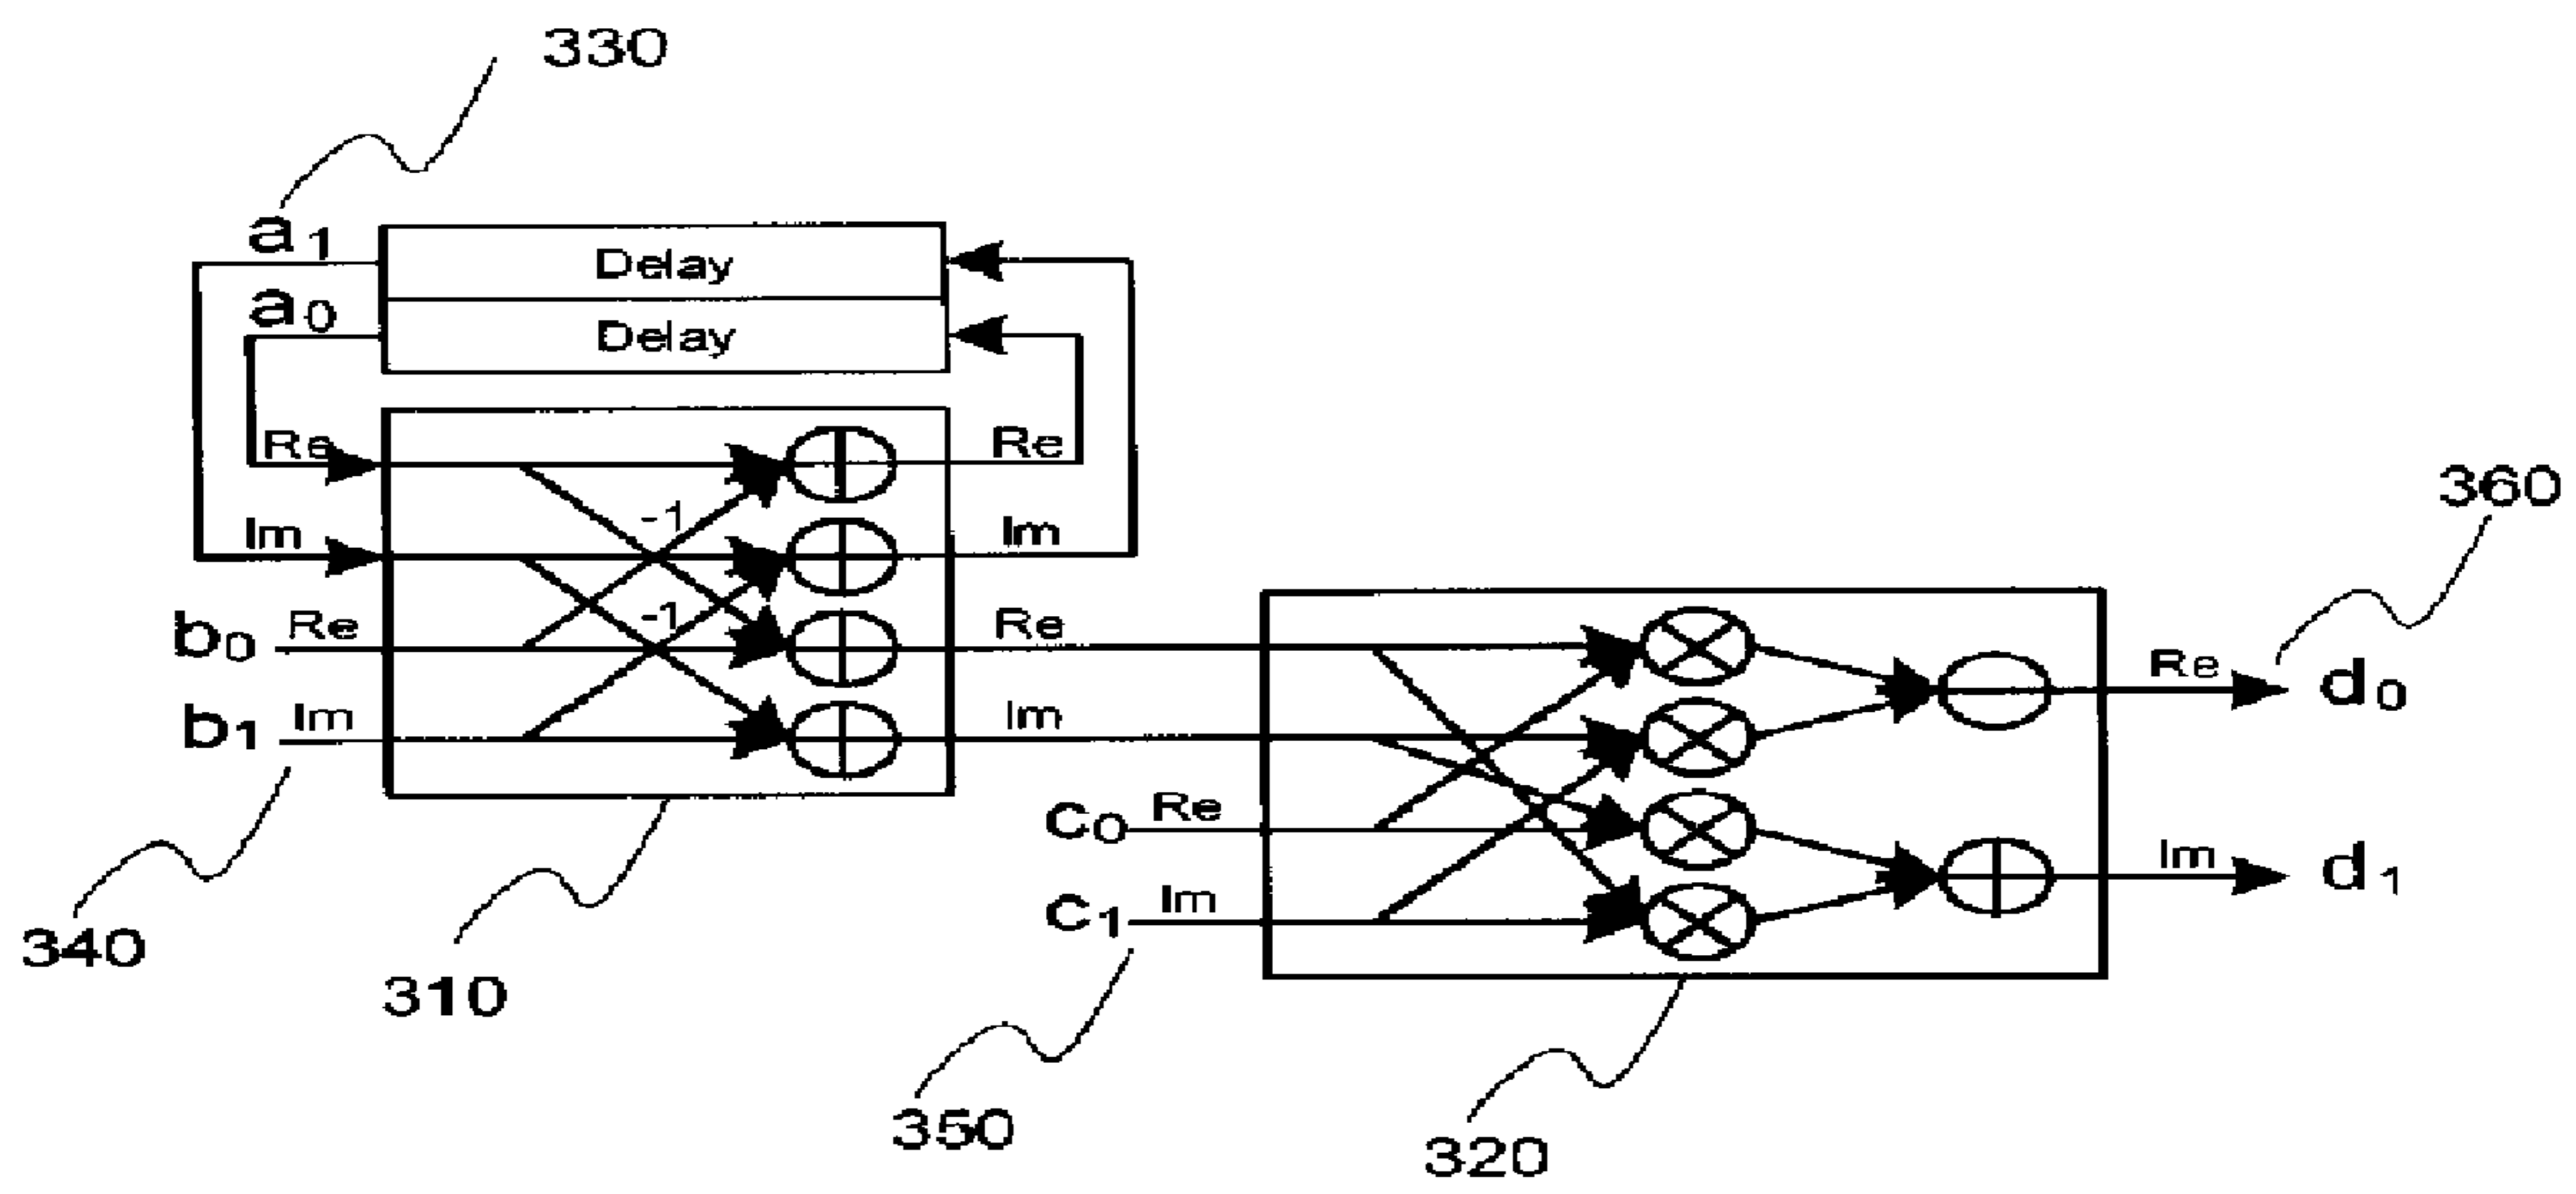 330
a1
Delay
a0
Delay
Re
Re
-1
Im
Im
360
b0 Re
-1
Re
Re
d0
b1 Im
Im
c0 Re
Im
d1
c1 Im
340
310
350
320